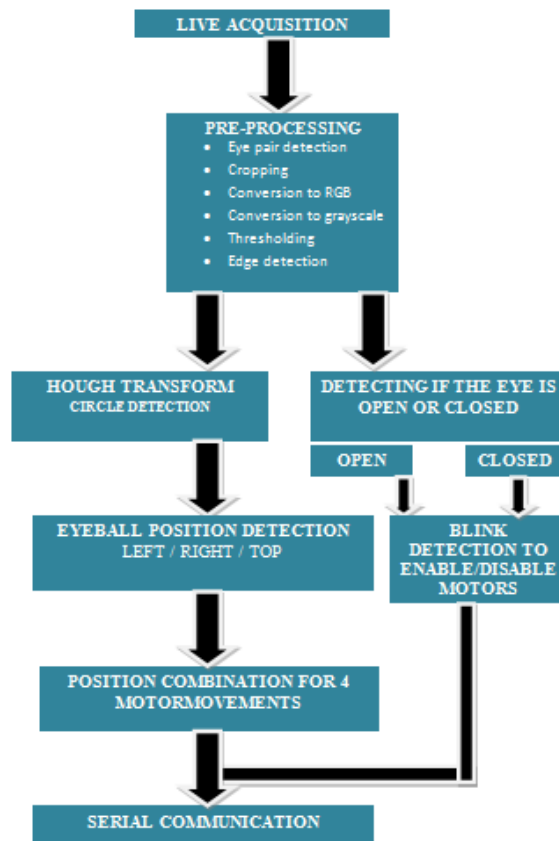 LIVE ACQUISITION
PRE-PROCESSING
• Eye pair detection
• Cropping
• Conversion to RGB
• Conversion to grayscale
• Thresholding
• Edge detection
HOUGH TRANSFORM
CIRCLE DETECTION
DETECTING IF THE EYE IS
OPEN OR CLOSED
OPEN
CLOSED
EYEBALL POSITION DETECTION
LEFT / RIGHT / TOP
BLINK
DETECTION TO
ENABLE/DISABLE
MOTORS
POSITION COMBINATION FOR 4
MOTORMOVEMENTS
SERIAL COMMUNICATION